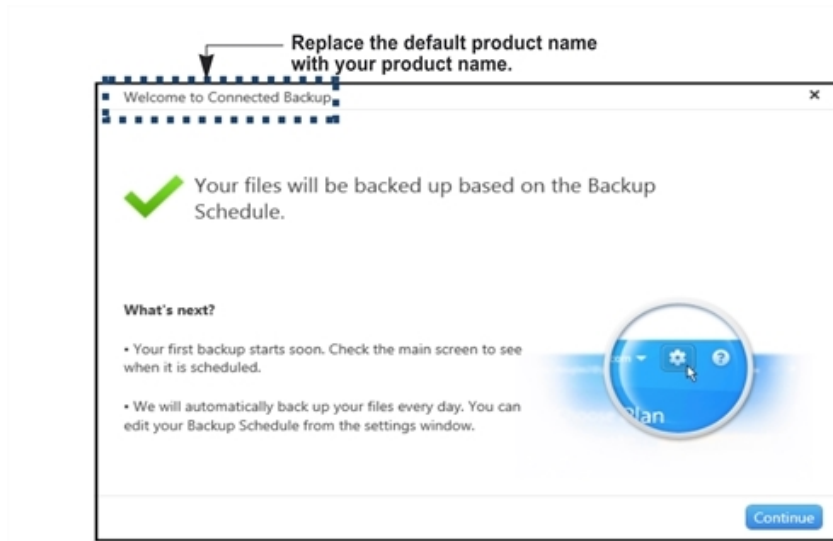 Replace the default product name
with your product name.
Welcome to Connected Backup
Your files will be backed up based on the Backup
Schedule.
What's next?
• Your first backup starts soon. Check the main screen to see
when it is scheduled.
• We will automatically back up your files every day. You can
edit your Backup Schedule from the settings window.
Plan
Continue